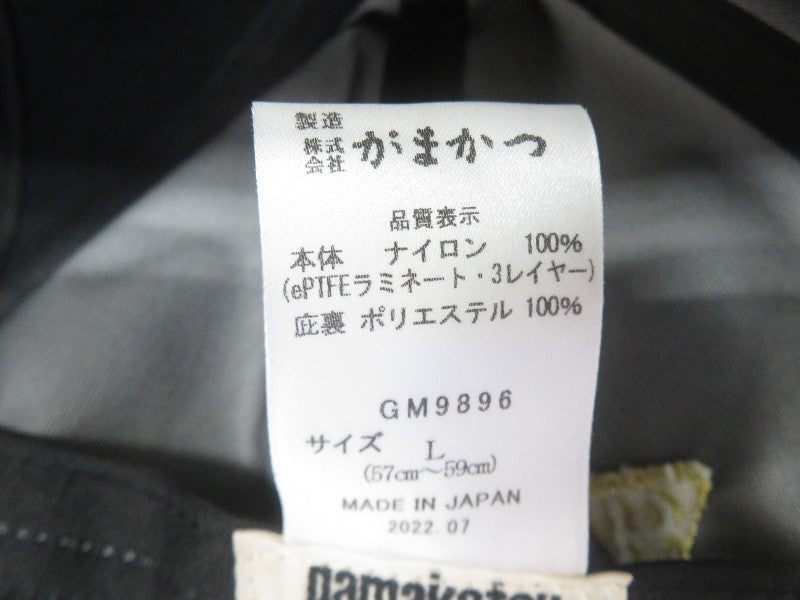 製造
株式会社 がまかつ
品質表示
本体 ナイロン 100%
(ePTFEラミネート・3レイヤー)
庇裏 ポリエステル 100%
GM9896
サイズ L
(57cm〜59cm)
MADE IN JAPAN
2022.07